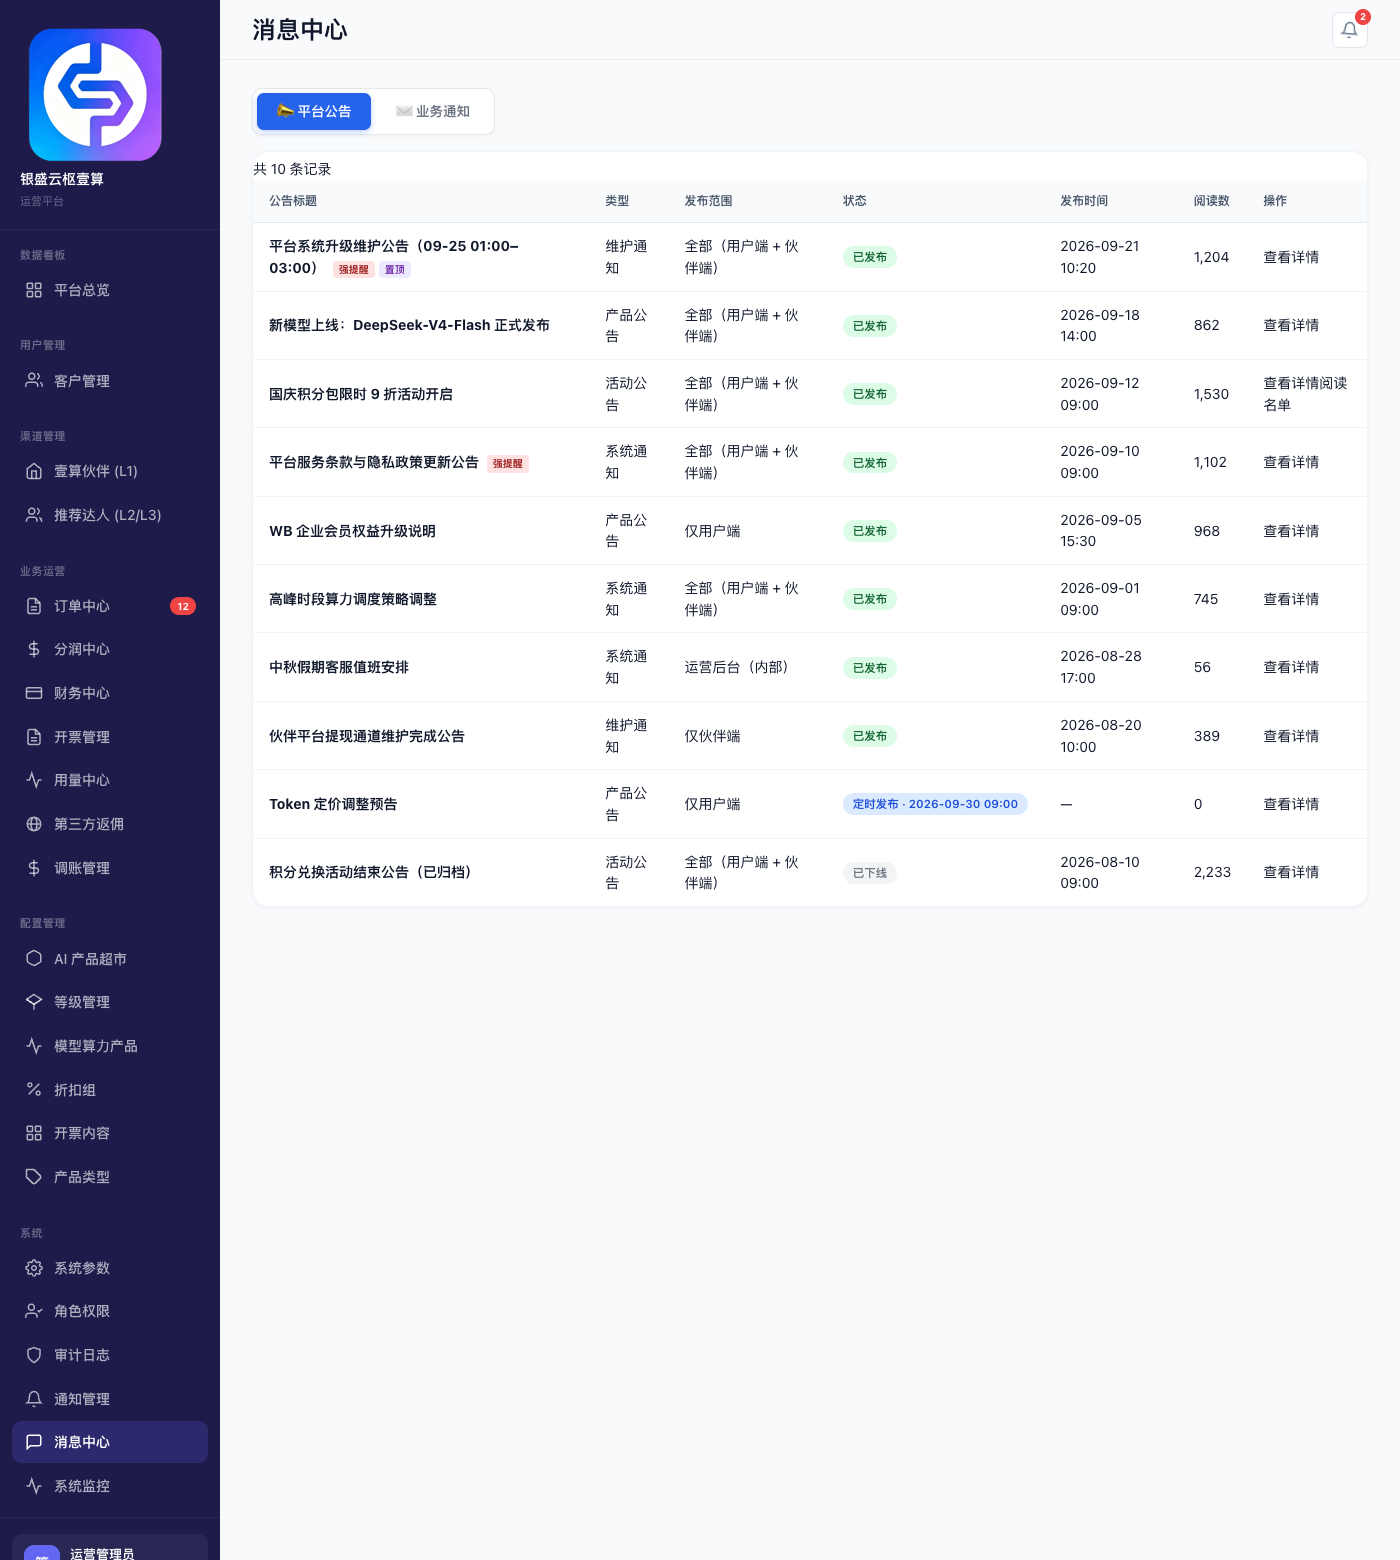 银盛云枢壹算
运营平台
数据看板
平台总览
用户管理
客户管理
渠道管理
壹算伙伴 (L1)
推荐达人 (L2/L3)
业务运营
订单中心 12
分润中心
财务中心
开票管理
用量中心
第三方返佣
调账管理
配置管理
AI 产品超市
等级管理
模型算力产品
折扣组
开票内容
产品类型
系统
系统参数
角色权限
审计日志
通知管理
消息中心
系统监控
运营管理员
消息中心
2
平台公告 业务通知
共 10 条记录
公告标题 类型 发布范围 状态 发布时间 阅读数 操作
平台系统升级维护公告（09-25 01:00–
03:00） 强提醒 置顶
维护通
知
全部（用户端 + 伙
伴端）
已发布
2026-09-21
10:20
1,204
查看详情
新模型上线：DeepSeek-V4-Flash 正式发布
产品公
告
全部（用户端 + 伙
伴端）
已发布
2026-09-18
14:00
862
查看详情
国庆积分包限时 9 折活动开启
活动公
告
全部（用户端 + 伙
伴端）
已发布
2026-09-12
09:00
1,530
查看详情阅读
名单
平台服务条款与隐私政策更新公告 强提醒
系统通
知
全部（用户端 + 伙
伴端）
已发布
2026-09-10
09:00
1,102
查看详情
WB 企业会员权益升级说明
产品公
告
仅用户端
已发布
2026-09-05
15:30
968
查看详情
高峰时段算力调度策略调整
系统通
知
全部（用户端 + 伙
伴端）
已发布
2026-09-01
09:00
745
查看详情
中秋假期客服值班安排
系统通
知
运营后台（内部）
已发布
2026-08-28
17:00
56
查看详情
伙伴平台提现通道维护完成公告
维护通
知
仅伙伴端
已发布
2026-08-20
10:00
389
查看详情
Token 定价调整预告
产品公
告
仅用户端
定时发布 · 2026-09-30 09:00
—
0
查看详情
积分兑换活动结束公告（已归档）
活动公
告
全部（用户端 + 伙
伴端）
已下线
2026-08-10
09:00
2,233
查看详情